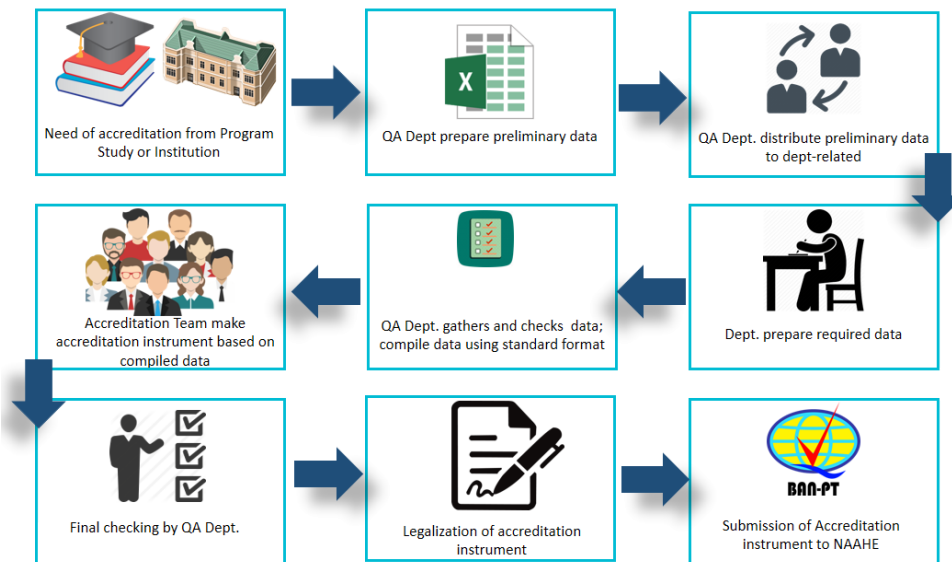 Need of accreditation from Program
Study or Institution
X
QA Dept prepare preliminary data
QA Dept. distribute preliminary data
to dept-related
Accreditation Team make
accreditation instrument based on
compiled data
QA Dept. gathers and checks data;
compile data using standard format
Dept. prepare required data
Final checking by QA Dept.
Legalization of accreditation
instrument
BAN-PT
Submission of Accreditation
instrument to NAAHE